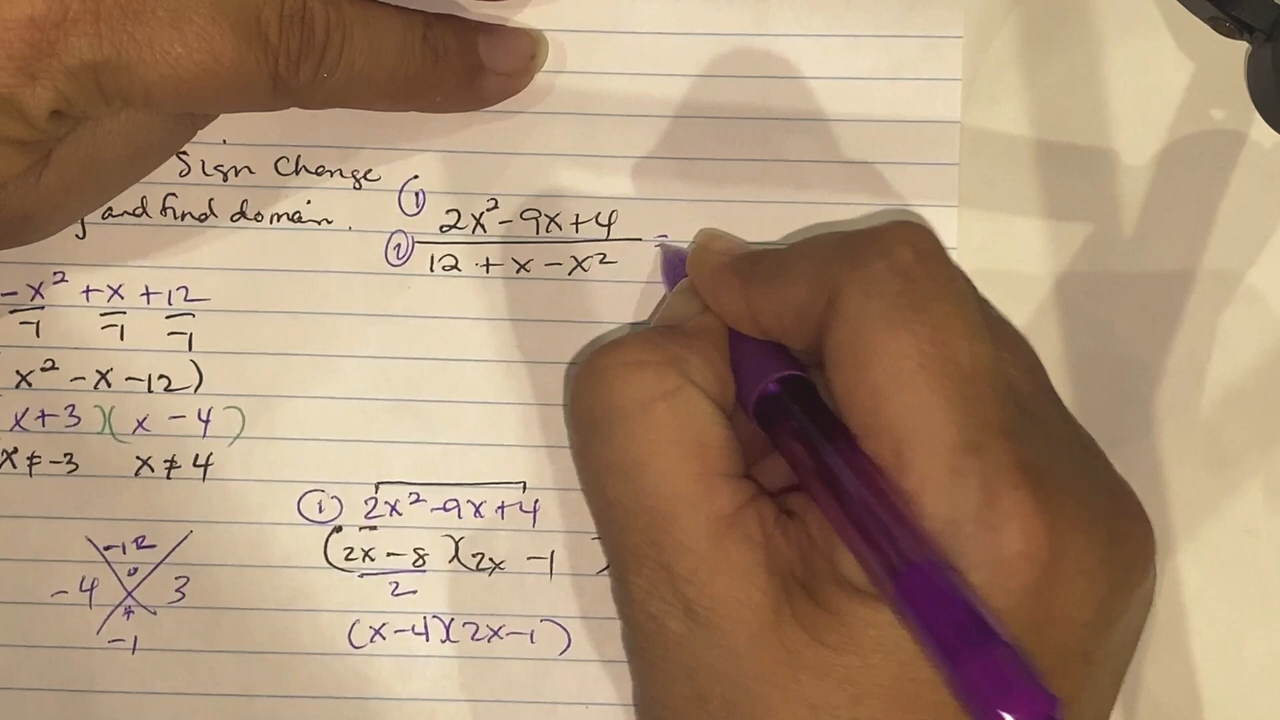 Sign Change
and find domain.
① 2x²-9x+4 =
② 12 + x - x²
-x² +x +12
-1 -1 -1
x² -x -12)
x+3)(x -4)
x≠-3 x≠4
-12
-4 3
-1
① 2x²-9x+4
(2x-8)(2x -1)
2
(x-4)(2x-1)